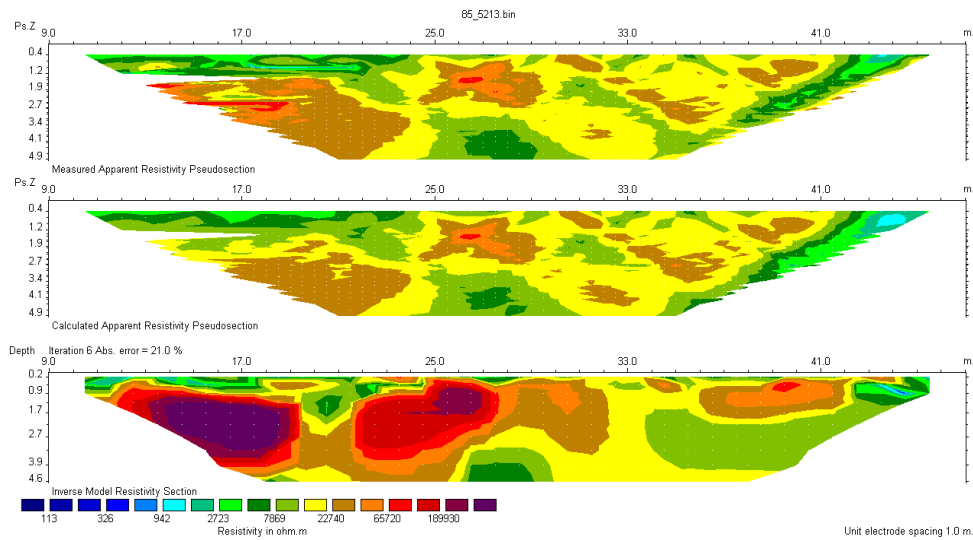 85_5213.bin
Ps.Z
9.0 17.0 25.0 33.0 41.0 m.
0.4
1.2
1.9
2.7
3.4
4.1
4.9
Measured Apparent Resistivity Pseudosection
Ps.Z
9.0 17.0 25.0 33.0 41.0 m.
0.4
1.2
1.9
2.7
3.4
4.1
4.9
Calculated Apparent Resistivity Pseudosection
Depth Iteration 6 Abs. error = 21.0 %
9.0 17.0 25.0 33.0 41.0 m.
0.2
0.9
1.7
2.7
3.9
4.6
Inverse Model Resistivity Section
113 326 942 2723 7869 22740 65720 189930
Resistivity in ohm.m Unit electrode spacing 1.0 m.